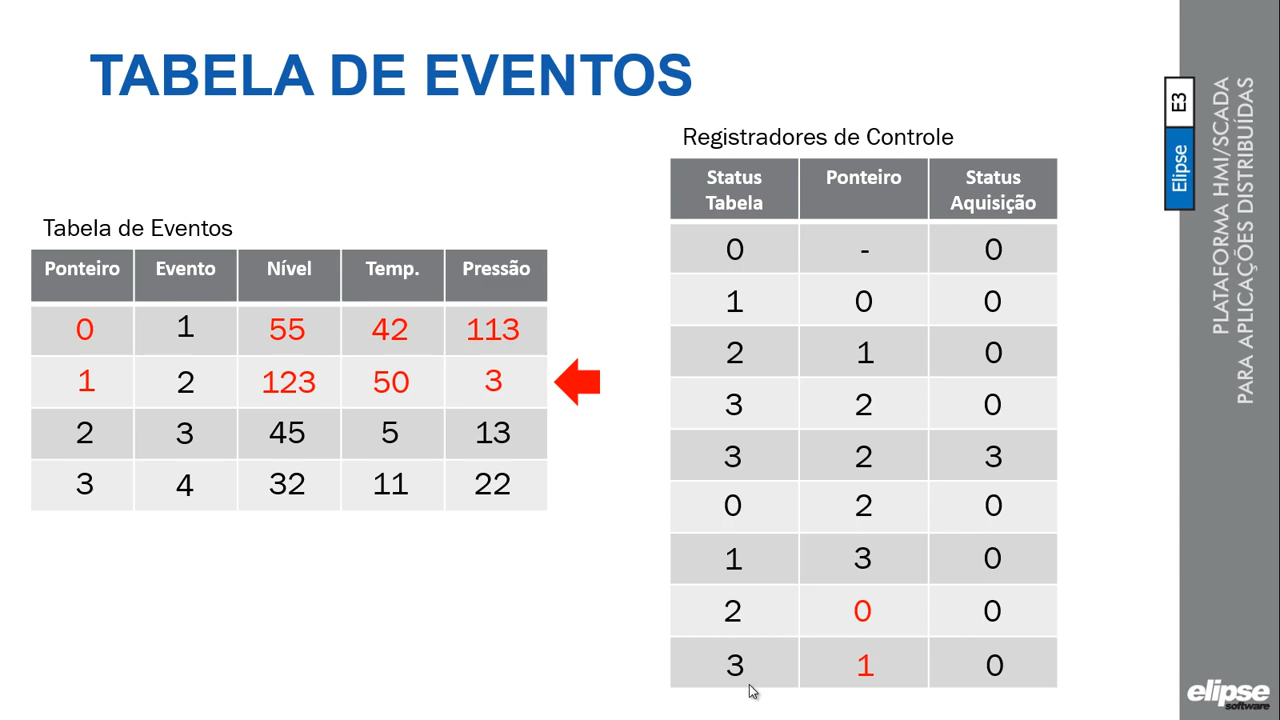 TABELA DE EVENTOS
Tabela de Eventos
Ponteiro Evento Nível Temp. Pressão
0 1 55 42 113
1 2 123 50 3
2 3 45 5 13
3 4 32 11 22
Registradores de Controle
Status Tabela Ponteiro Status Aquisição
0 - 0
1 0 0
2 1 0
3 2 0
3 2 3
0 2 0
1 3 0
2 0 0
3 1 0
Elipse E3
PLATAFORMA HMI/SCADA
PARA APLICAÇÕES DISTRIBUÍDAS
elipse
software